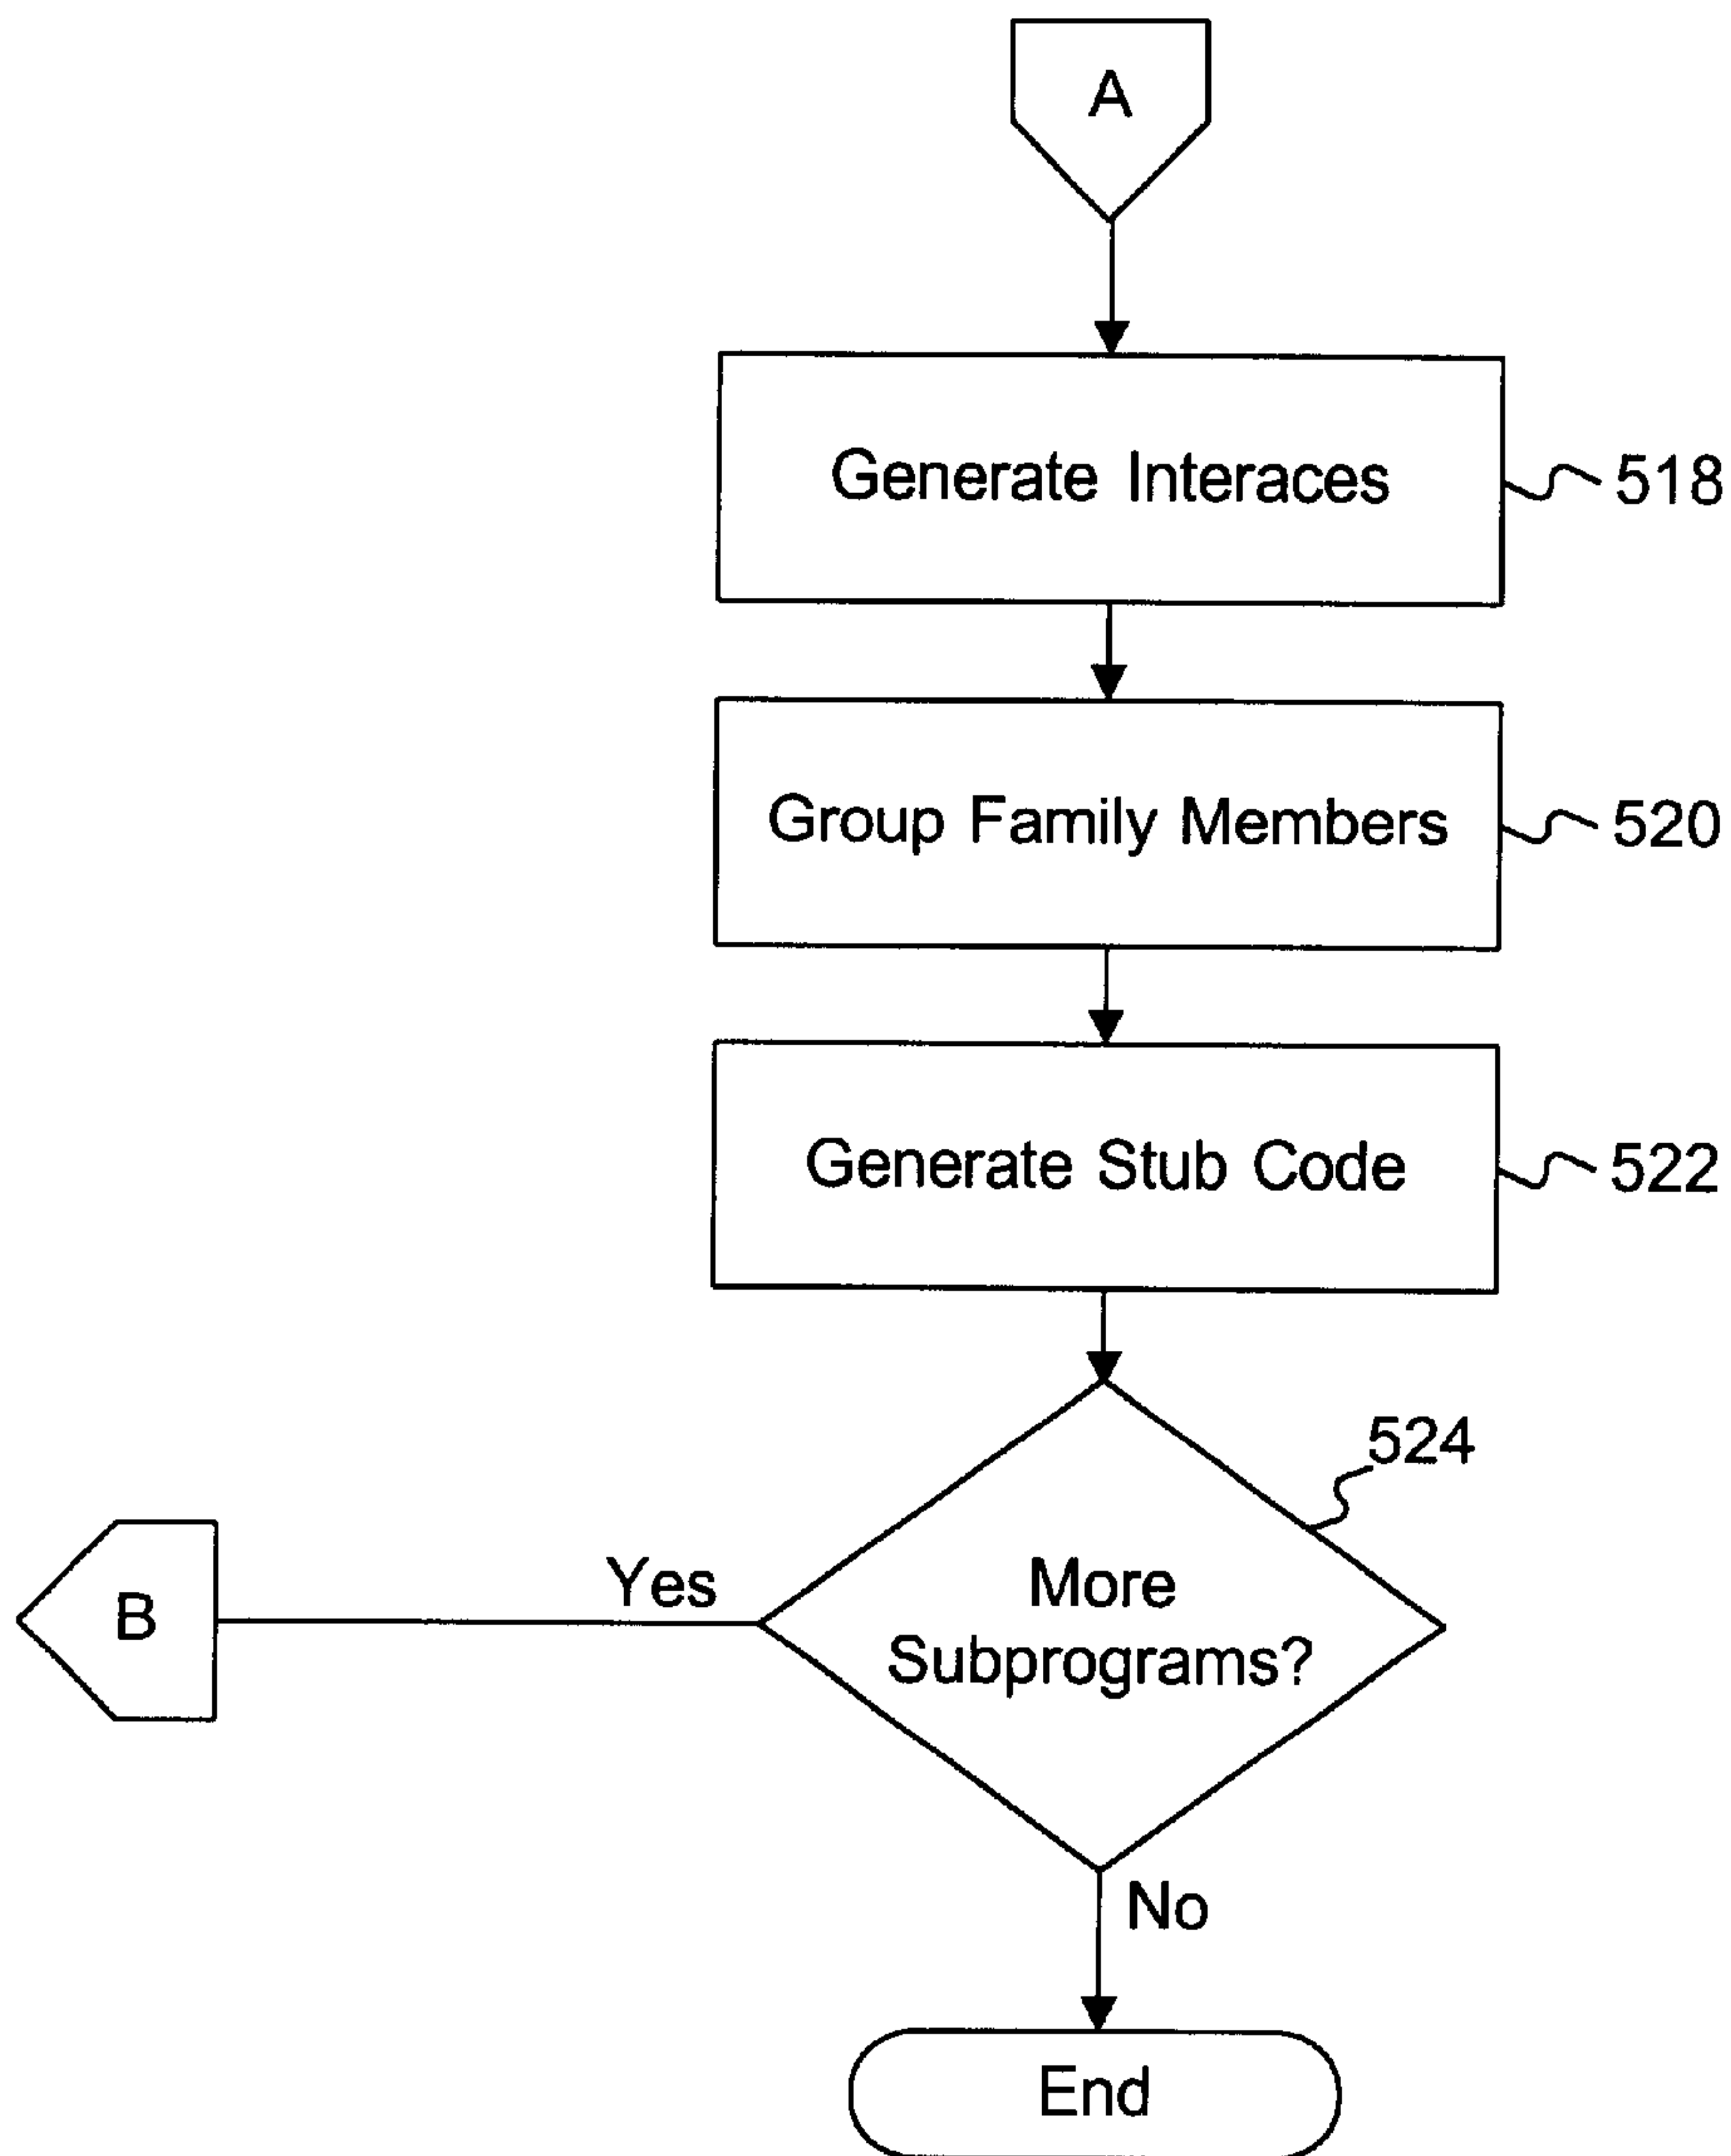 A
Generate Interaces
518
Group Family Members
520
Generate Stub Code
522
524
More
Subprograms?
Yes
B
No
End